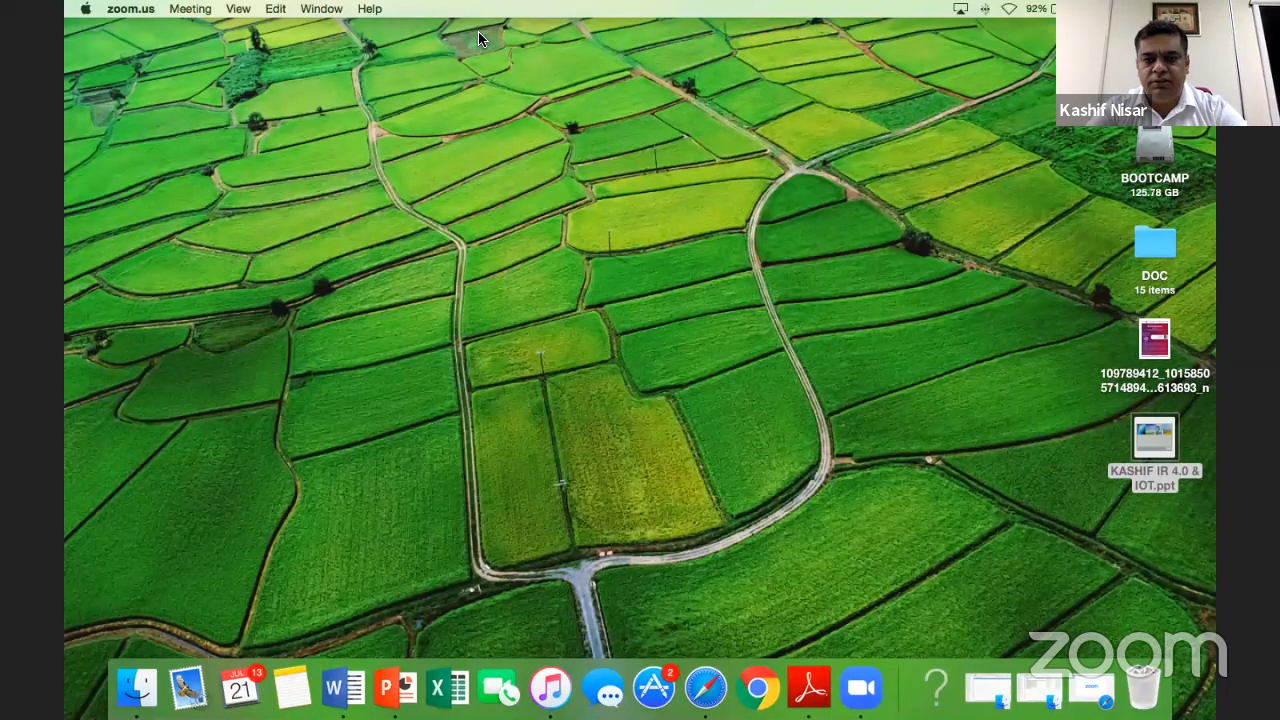 zoom.us Meeting View Edit Window Help 92%
Kashif Nisar
BOOTCAMP
125.78 GB
DOC
15 items
109789412_1015850
5714894...613693_n
KASHIF IR 4.0 &
IOT.ppt
zoom
JUL 13
21
W P X 2